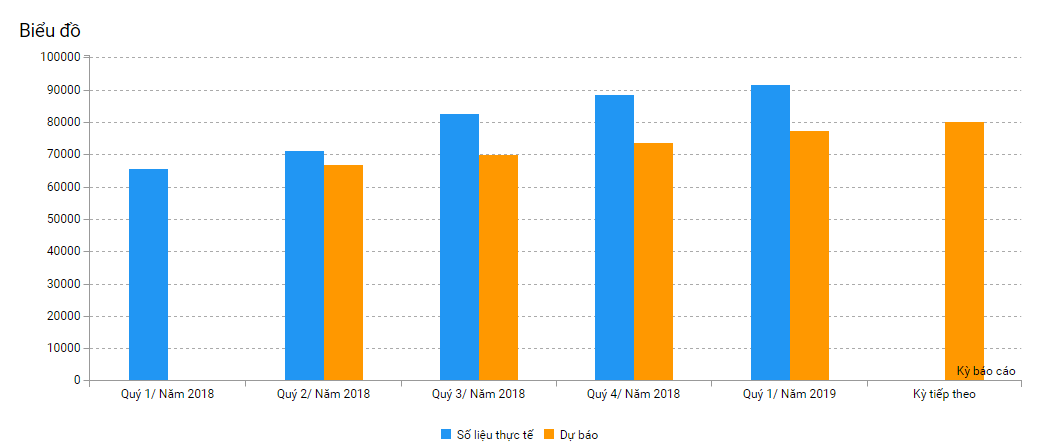 Biểu đồ
100000
90000
80000
70000
60000
50000
40000
30000
20000
10000
0
Kỳ báo cáo
Quý 1/ Năm 2018 Quý 2/ Năm 2018 Quý 3/ Năm 2018 Quý 4/ Năm 2018 Quý 1/ Năm 2019 Kỳ tiếp theo
Số liệu thực tế Dự báo